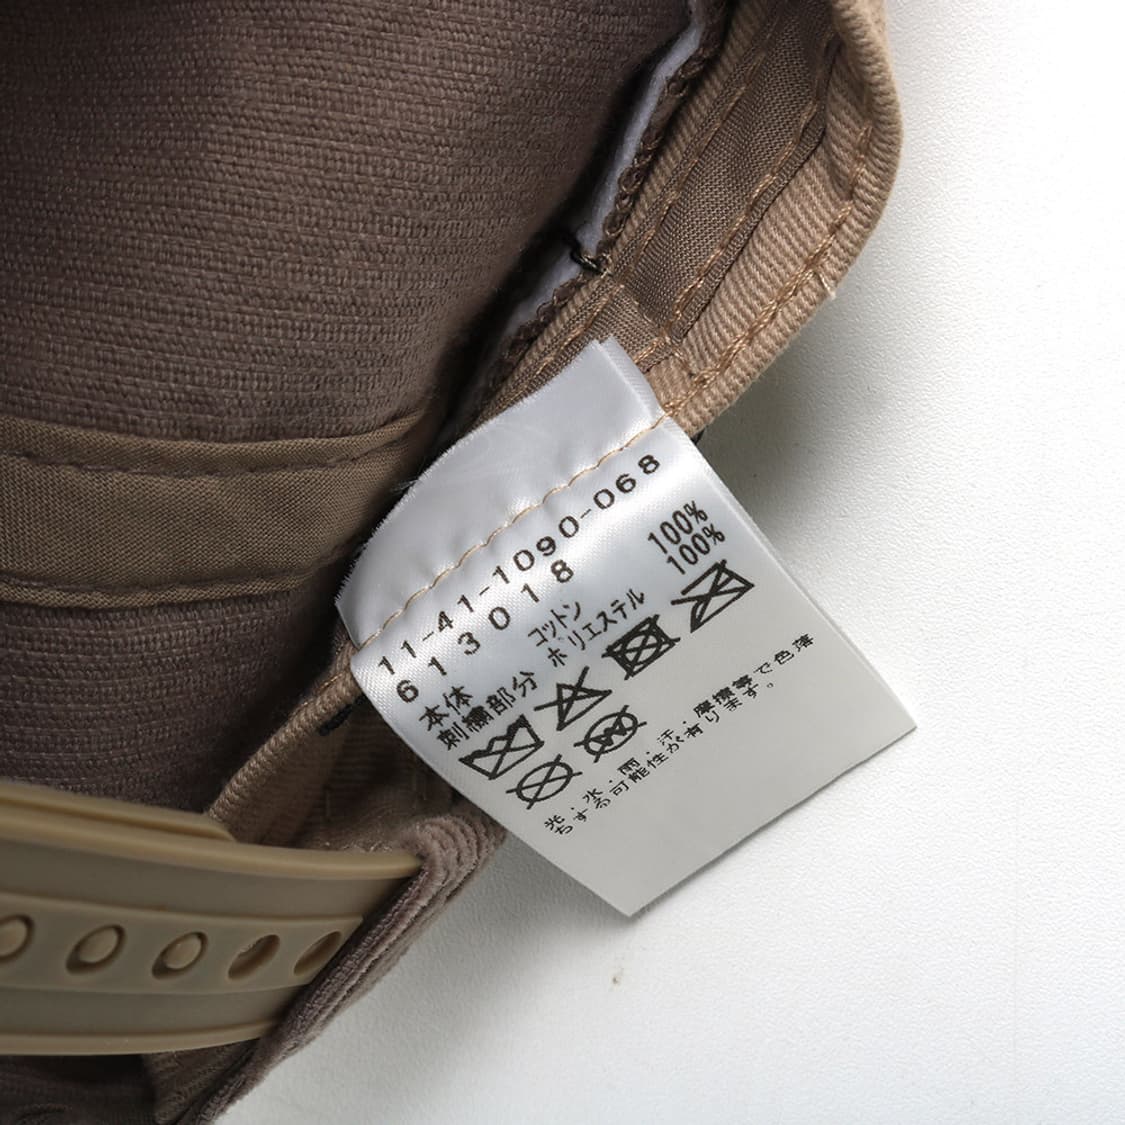 11-41-1090-068
613018
本体 コットン 100%
刺繍部分 ポリエステル 100%
光・水・雨・汗・摩擦等で色落
ちする可能性が有ります。